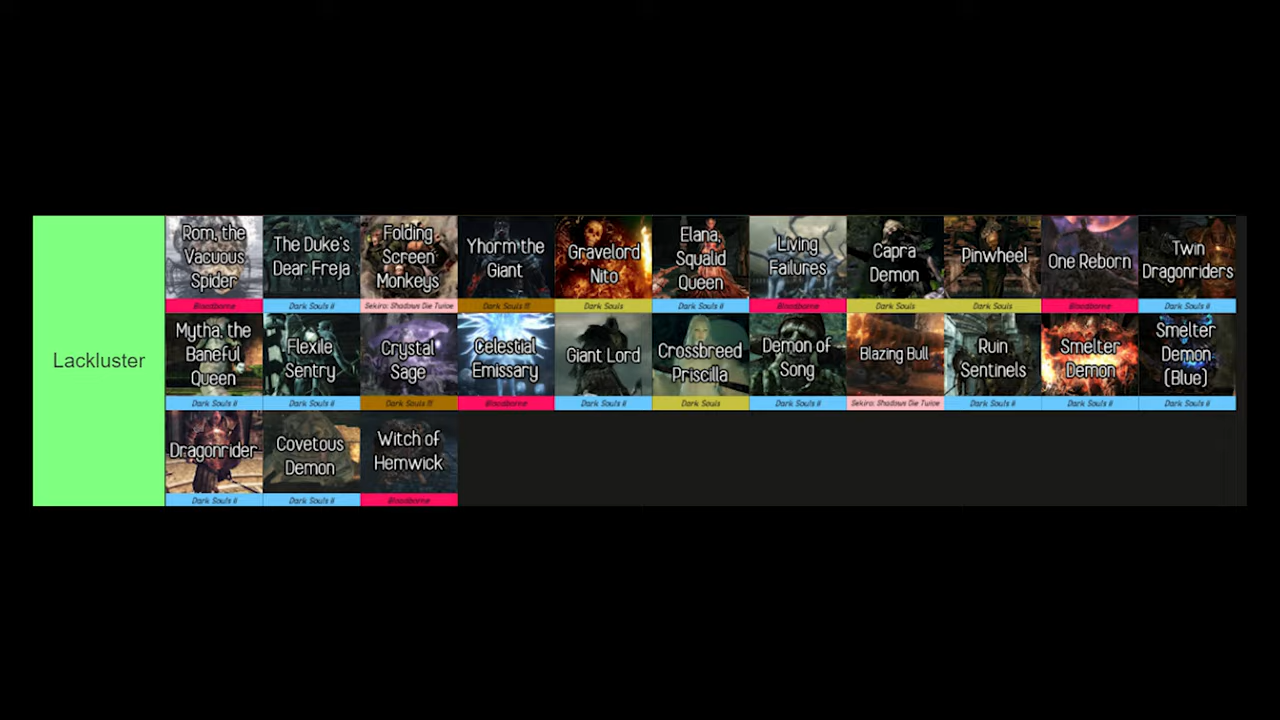 Lackluster
Rom, the
Vacuous
Spider
Bloodborne
The Duke's
Dear Freja
Dark Souls II
Folding
Screen
Monkeys
Sekiro: Shadows Die Twice
Yhorm the
Giant
Dark Souls III
Gravelord
Nito
Dark Souls
Elana,
Squalid
Queen
Dark Souls II
Living
Failures
Bloodborne
Capra
Demon
Dark Souls
Pinwheel
Dark Souls
One Reborn
Bloodborne
Twin
Dragonriders
Dark Souls II
Mytha, the
Baneful
Queen
Dark Souls II
Flexile
Sentry
Dark Souls II
Crystal
Sage
Dark Souls III
Celestial
Emissary
Bloodborne
Giant Lord
Dark Souls II
Crossbreed
Priscilla
Dark Souls
Demon of
Song
Dark Souls II
Blazing Bull
Sekiro: Shadows Die Twice
Ruin
Sentinels
Dark Souls II
Smelter
Demon
Dark Souls II
Smelter
Demon
(Blue)
Dark Souls II
Dragonrider
Dark Souls II
Covetous
Demon
Dark Souls II
Witch of
Hemwick
Bloodborne